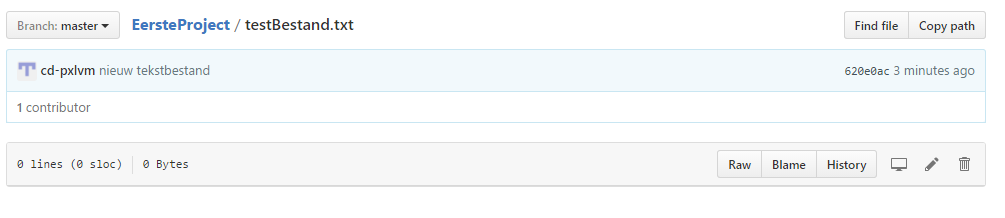 Branch: master EersteProject / testBestand.txt Find file Copy path
cd-pxlvm nieuw tekstbestand 620e0ac 3 minutes ago
1 contributor
0 lines (0 sloc) 0 Bytes Raw Blame History